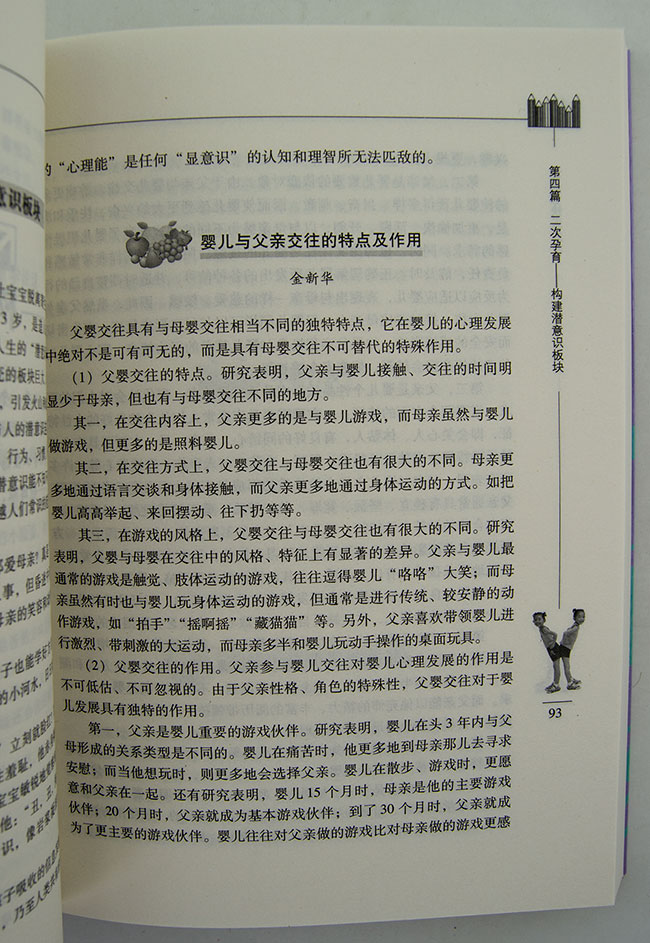 意识板块
的“心理能”是任何“显意识”的认知和理智所无法匹敌的。
婴儿与父亲交往的特点及作用
金新华
父婴交往具有与母婴交往相当不同的独特特点，它在婴儿的心理发展
中绝对不是可有可无的，而是具有母婴交往不可替代的特殊作用。
（1）父婴交往的特点。研究表明，父亲与婴儿接触、交往的时间明
显少于母亲，但也有与母婴交往不同的地方。
其一，在交往内容上，父亲更多的是与婴儿游戏，而母亲虽然与婴儿
做游戏，但更多的是照料婴儿。
其二，在交往方式上，父婴交往与母婴交往也有很大的不同。母亲更
多地通过语言交谈和身体接触，而父亲更多地通过身体运动的方式。如把
婴儿高高举起、来回摆动、往下扔等等。
其三，在游戏的风格上，父婴交往与母婴交往也有很大的不同。研究
表明，父婴与母婴在交往中的风格、特征上有显著的差异。父亲与婴儿最
通常的游戏是触觉、肢体运动的游戏，往往逗得婴儿“咯咯”大笑；而母
亲虽然有时也与婴儿玩身体运动的游戏，但通常是进行传统、较安静的动
作游戏，如“拍手”“摇啊摇”“藏猫猫”等。另外，父亲喜欢带领婴儿进
行激烈、带刺激的大运动，而母亲多半和婴儿玩动手操作的桌面玩具。
（2）父婴交往的作用。父亲参与婴儿交往对婴儿心理发展的作用是
不可低估、不可忽视的。由于父亲性格、角色的特殊性，父婴交往对于婴
儿发展具有独特的作用。
第一，父亲是婴儿重要的游戏伙伴。研究表明，婴儿在头3年内与父
母形成的关系类型是不同的。婴儿在痛苦时，他更多地到母亲那儿去寻求
安慰；而当他想玩时，则更多地会选择父亲。婴儿在散步、游戏时，更愿
意和父亲在一起。还有研究表明，婴儿15个月时，母亲是他的主要游戏
伙伴；20个月时，父亲就成为基本游戏伙伴；到了30个月时，父亲就成
为了更主要的游戏伙伴。婴儿往往对父亲做的游戏比对母亲做的游戏更感
第四篇 二次孕育——构建潜意识板块
93